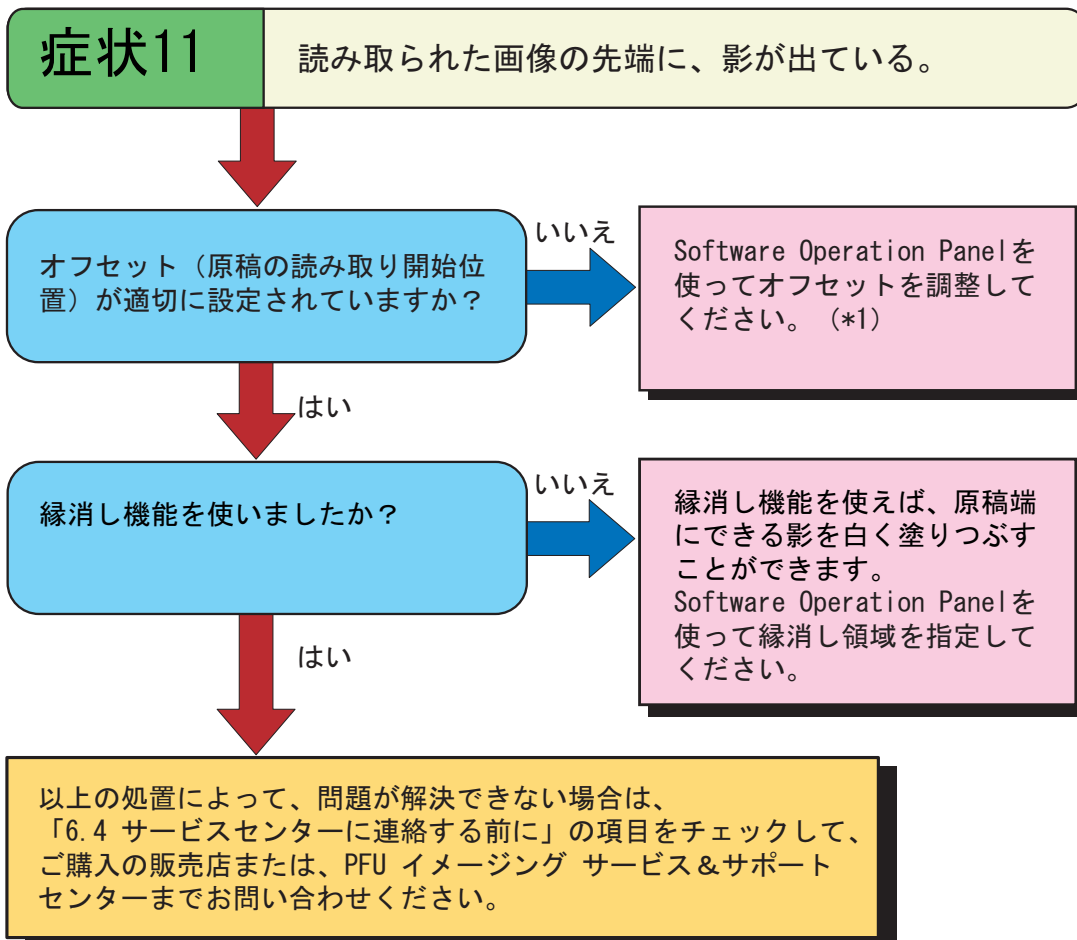 症状11
読み取られた画像の先端に、影が出ている。
オフセット（原稿の読み取り開始位
置）が適切に設定されていますか？
いいえ
Software Operation Panelを
使ってオフセットを調整して
ください。（*1）
はい
縁消し機能を使いましたか？
いいえ
縁消し機能を使えば、原稿端
にできる影を白く塗りつぶす
ことができます。
Software Operation Panelを
使って縁消し領域を指定して
ください。
はい
以上の処置によって、問題が解決できない場合は、
「6.4 サービスセンターに連絡する前に」の項目をチェックして、
ご購入の販売店または、PFU イメージング サービス＆サポート
センターまでお問い合わせください。